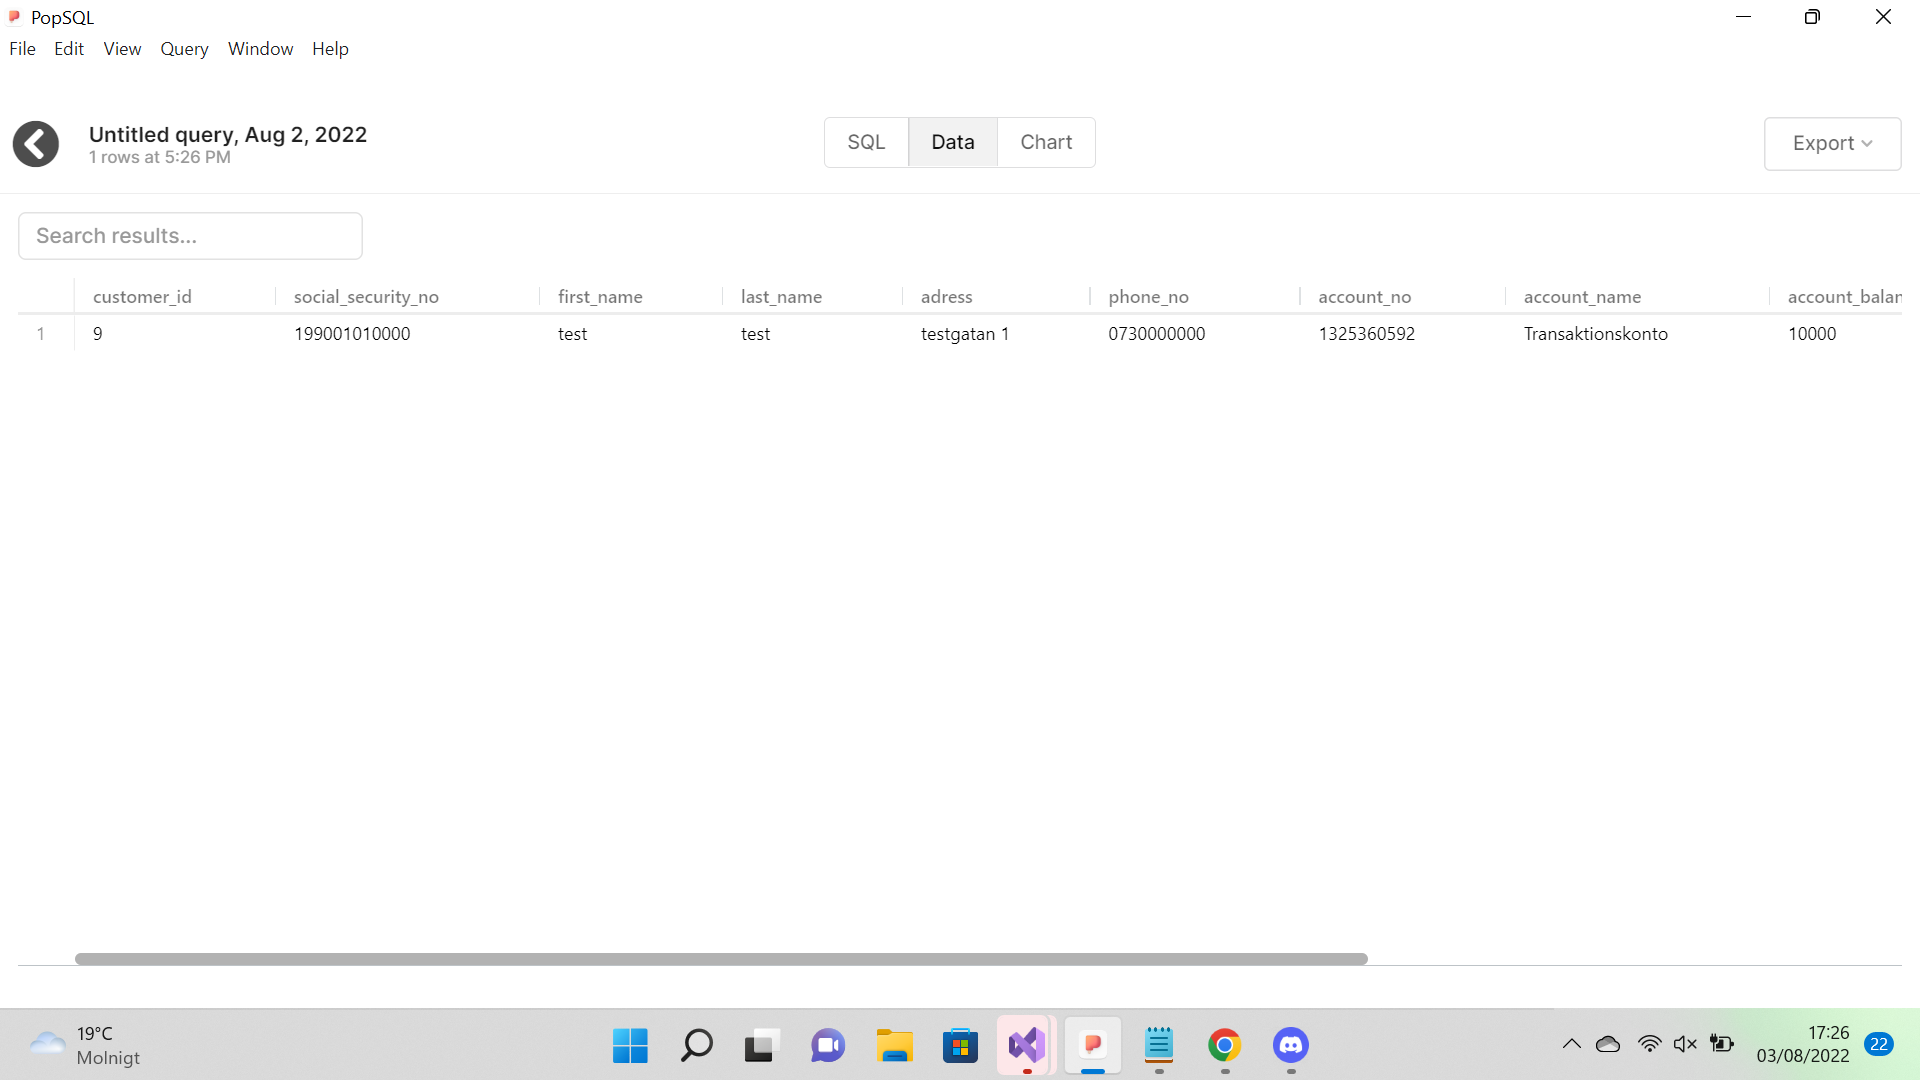 PopSQL
File Edit View Query Window Help
Untitled query, Aug 2, 2022
1 rows at 5:26 PM
SQL Data Chart
Export
Search results...
customer_id social_security_no first_name last_name adress phone_no account_no account_name account_balan
1 9 199001010000 test test testgatan 1 0730000000 1325360592 Transaktionskonto 10000
19°C
Molnigt
17:26
03/08/2022
22